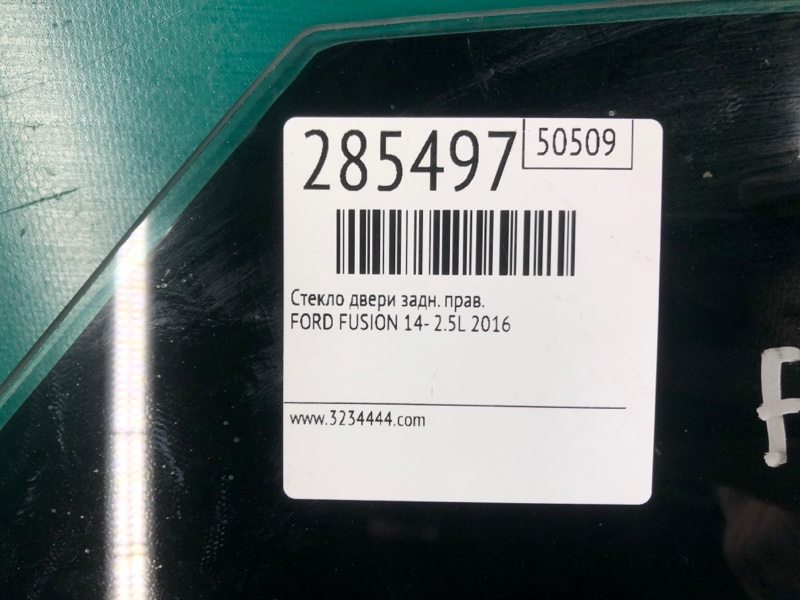 285497
50509
Стекло двери задн. прав.
FORD FUSION 14- 2.5L 2016
www.3234444.com
F